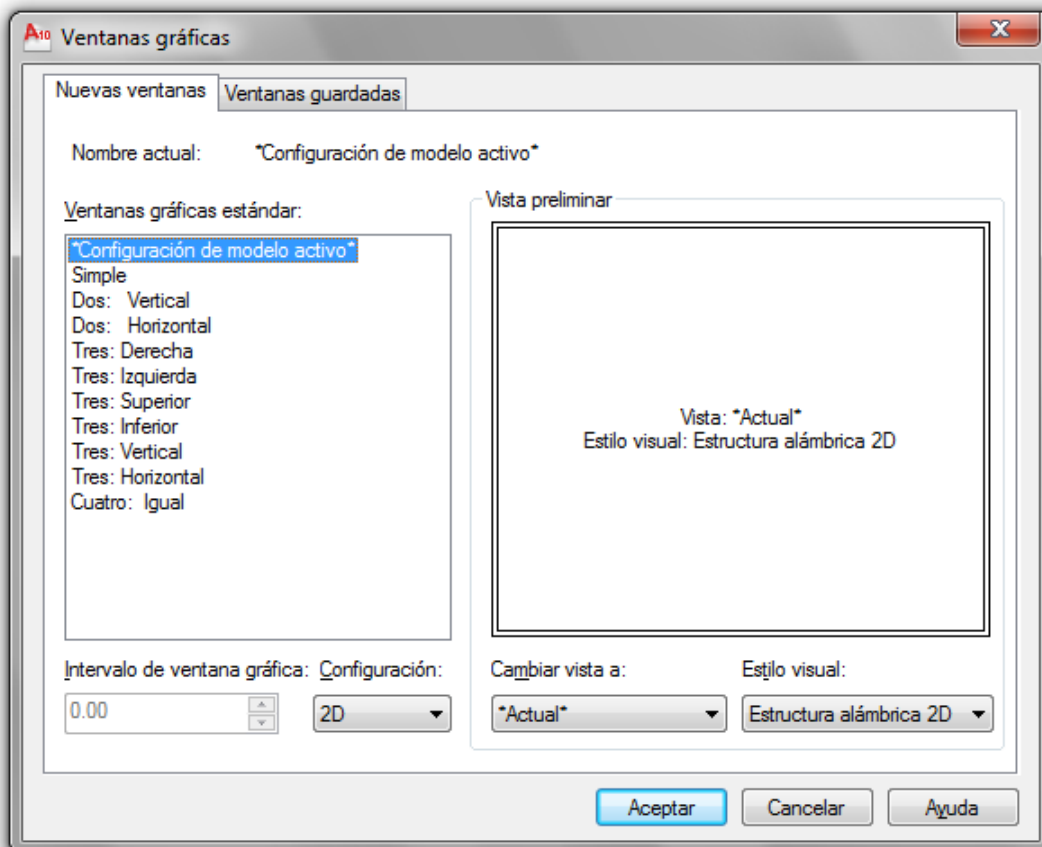 A10 Ventanas gráficas
Nuevas ventanas
Ventanas guardadas
Nombre actual: *Configuración de modelo activo*
Ventanas gráficas estándar:
*Configuración de modelo activo*
Simple
Dos: Vertical
Dos: Horizontal
Tres: Derecha
Tres: Izquierda
Tres: Superior
Tres: Inferior
Tres: Vertical
Tres: Horizontal
Cuatro: Igual
Intervalo de ventana gráfica:
0.00
Configuración:
2D
Vista preliminar
Vista: *Actual*
Estilo visual: Estructura alámbrica 2D
Cambiar vista a:
*Actual*
Estilo visual:
Estructura alámbrica 2D
Aceptar
Cancelar
Ayuda